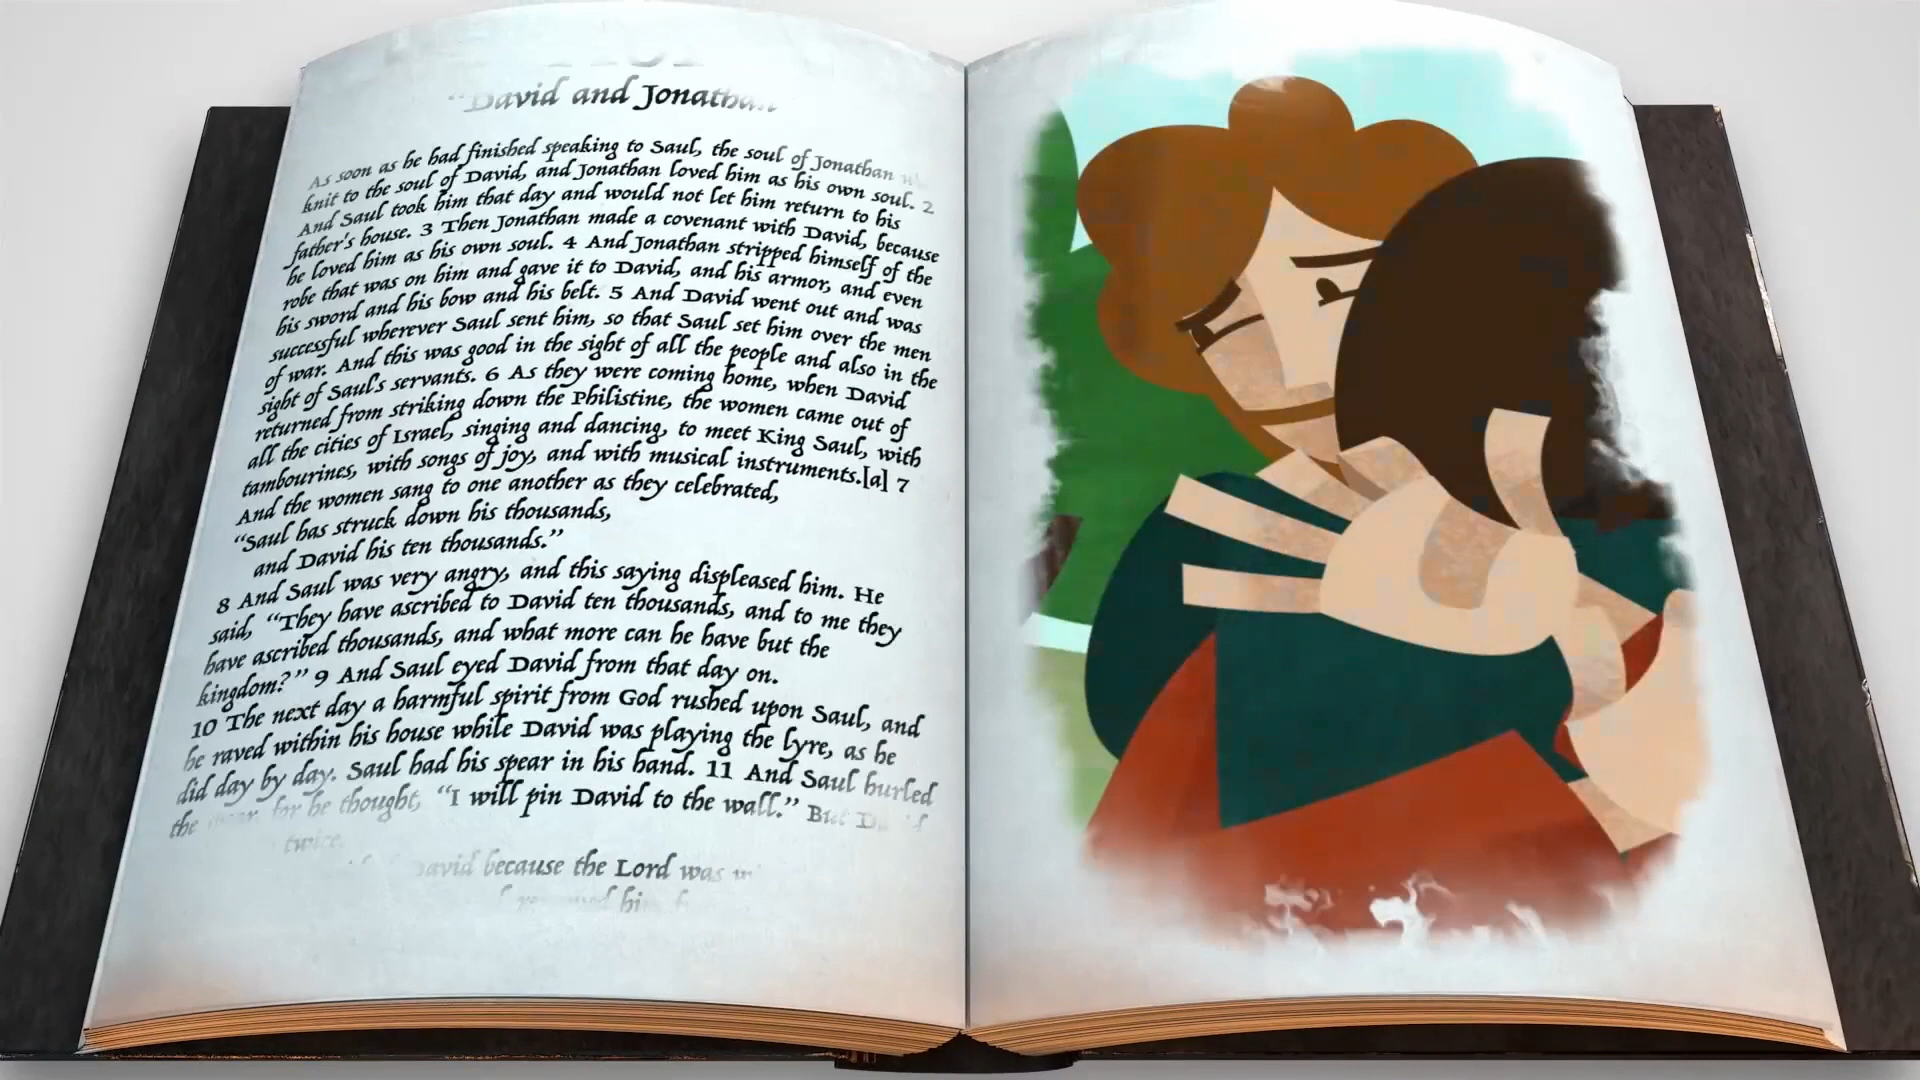 "David and Jonathan
As soon as he had finished speaking to Saul, the soul of Jonathan
knit to the soul of David, and Jonathan loved him as his own soul. 2
And Saul took him that day and would not let him return to his
father's house. 3 Then Jonathan made a covenant with David, because
he loved him as his own soul. 4 And Jonathan stripped himself of the
robe that was on him and gave it to David, and his armor, and even
his sword and his bow and his belt. 5 And David went out and was
successful wherever Saul sent him, so that Saul set him over the men
of war. And this was good in the sight of all the people and also in the
sight of Saul's servants. 6 As they were coming home, when David
returned from striking down the Philistine, the women came out of
all the cities of Israel, singing and dancing, to meet King Saul, with
tambourines, with songs of joy, and with musical instruments.[a] 7
And the women sang to one another as they celebrated,
“Saul has struck down his thousands,
and David his ten thousands.”
8 And Saul was very angry, and this saying displeased him. He
said, “They have ascribed to David ten thousands, and to me they
have ascribed thousands, and what more can he have but the
kingdom?” 9 And Saul eyed David from that day on.
10 The next day a harmful spirit from God rushed upon Saul, and
he raved within his house while David was playing the lyre, as he
did day by day. Saul had his spear in his hand. 11 And Saul hurled
the for he thought, “I will pin David to the wall.” But
twice.
David because the Lord was